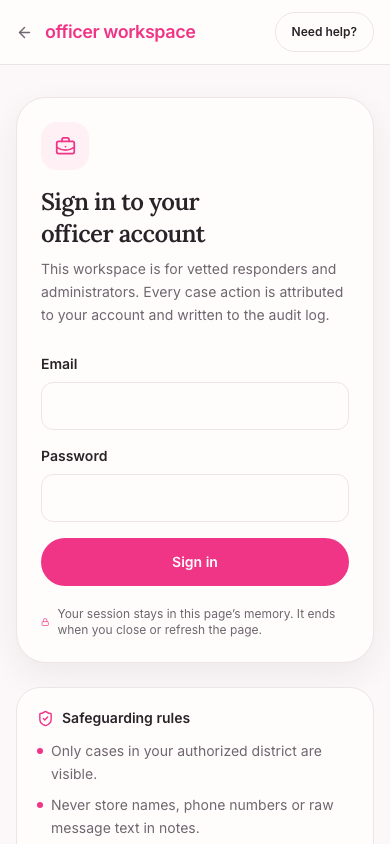 officer workspace
Need help?
Sign in to your
officer account
This workspace is for vetted responders and
administrators. Every case action is attributed
to your account and written to the audit log.
Email
Password
Sign in
Your session stays in this page’s memory. It ends
when you close or refresh the page.
Safeguarding rules
Only cases in your authorized district are
visible.
Never store names, phone numbers or raw
message text in notes.